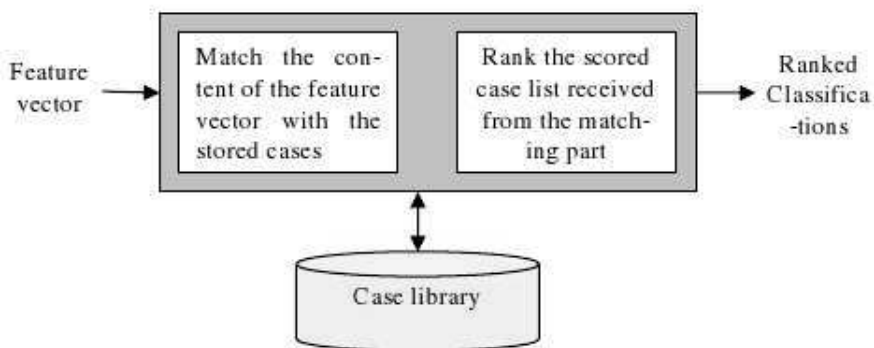 Feature
vector
Match the con-
tent of the feature
vector with the
stored cases
Rank the scored
case list received
from the match-
ing part
Ranked
Classifica
-tions
Case library